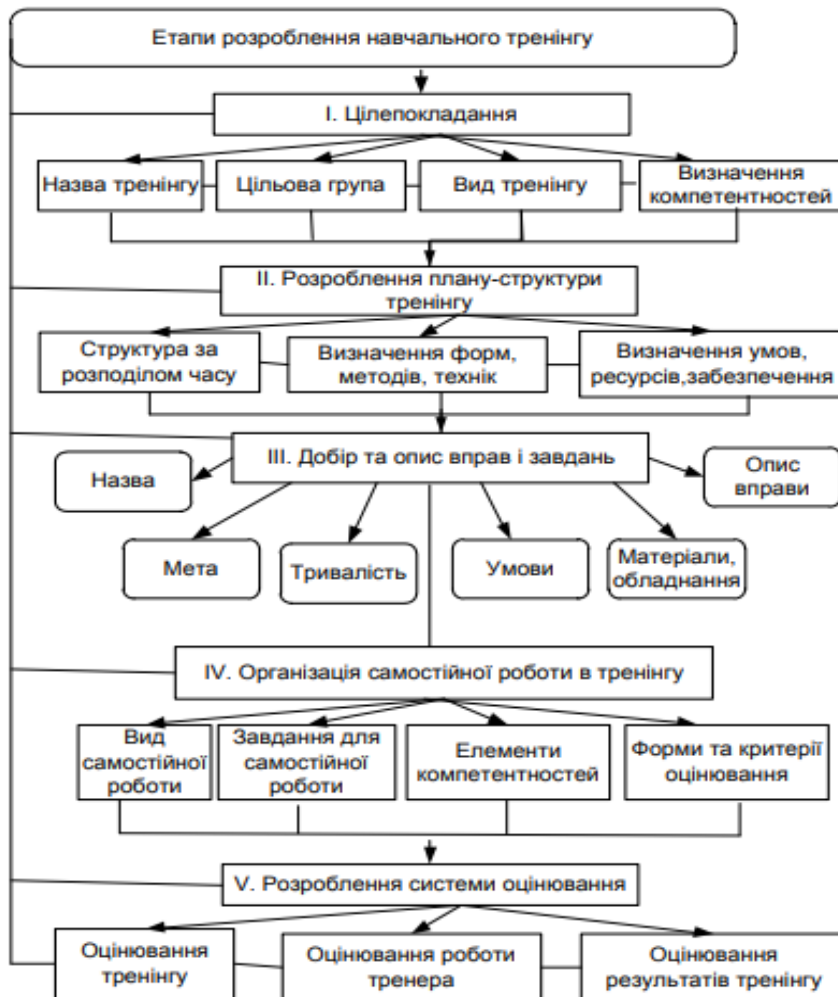 Етапи розроблення навчального тренінгу
І. Цілепокладання
Назва тренінгу
Цільова група
Вид тренінгу
Визначення
компетентностей
ІІ. Розроблення плану-структури
тренінгу
Структура за
розподілом часу
Визначення форм,
методів, технік
Визначення умов,
ресурсів,забезпечення
ІІІ. Добір та опис вправ і завдань
Назва
Опис
вправи
Мета
Тривалість
Умови
Матеріали,
обладнання
IV. Організація самостійної роботи в тренінгу
Вид
самостійної
роботи
Завдання для
самостійної
роботи
Елементи
компетентностей
Форми та критерії
оцінювання
V. Розроблення системи оцінювання
Оцінювання
тренінгу
Оцінювання роботи
тренера
Оцінювання
результатів тренінгу